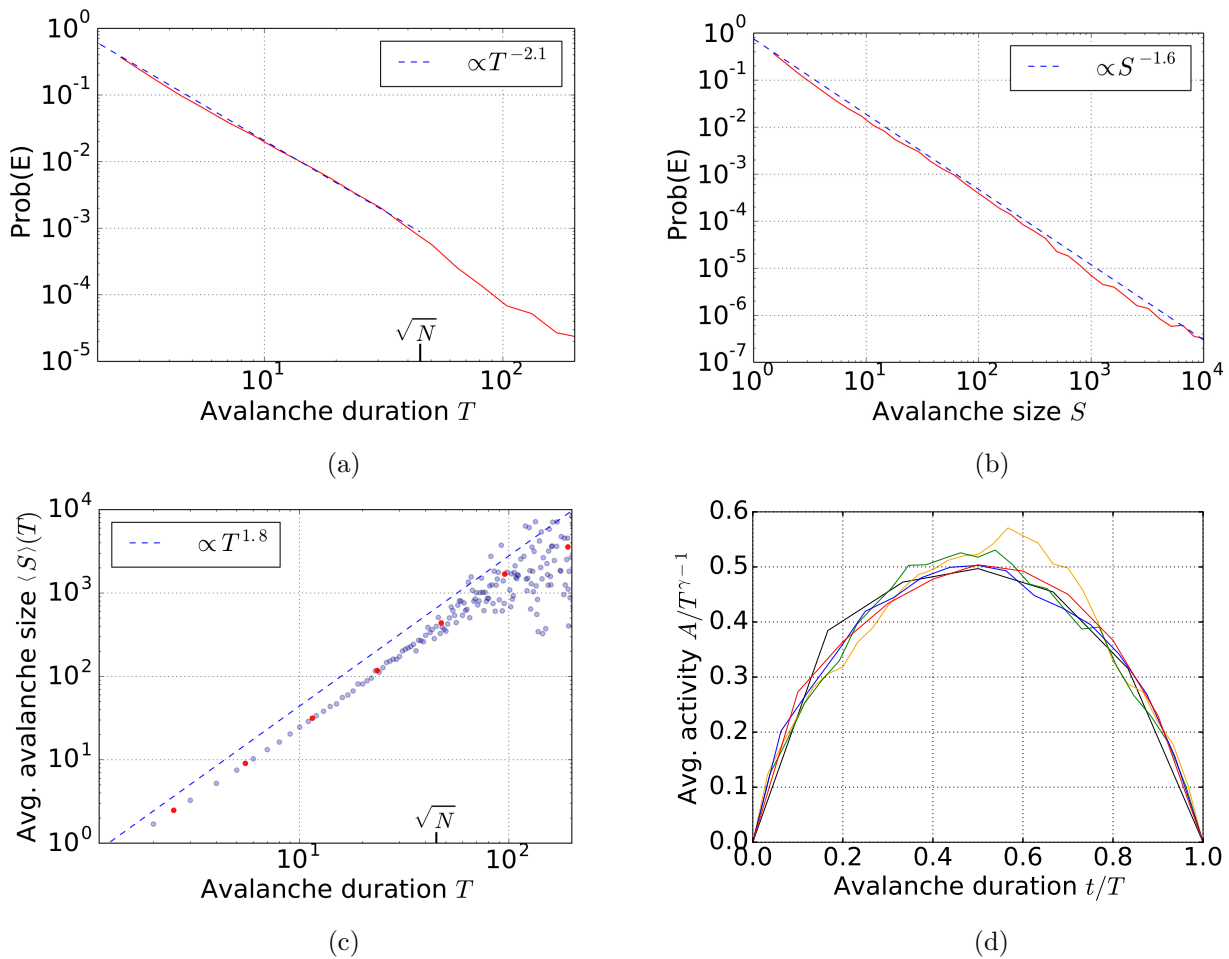 10^0
10^-1
10^-2
10^-3
10^-4
10^-5
Prob(E)
∝T^-2.1
√N
10^1
10^2
Avalanche duration T
(a)
10^0
10^-1
10^-2
10^-3
10^-4
10^-5
10^-6
10^-7
Prob(E)
∝S^-1.6
10^0
10^1
10^2
10^3
10^4
Avalanche size S
(b)
10^4
10^3
10^2
10^1
10^0
Avg. avalanche size ⟨S⟩(T)
∝T^1.8
√N
10^1
10^2
Avalanche duration T
(c)
0.6
0.5
0.4
0.3
0.2
0.1
0.0
Avg. activity A/T^γ−1
0.0
0.2
0.4
0.6
0.8
1.0
Avalanche duration t/T
(d)